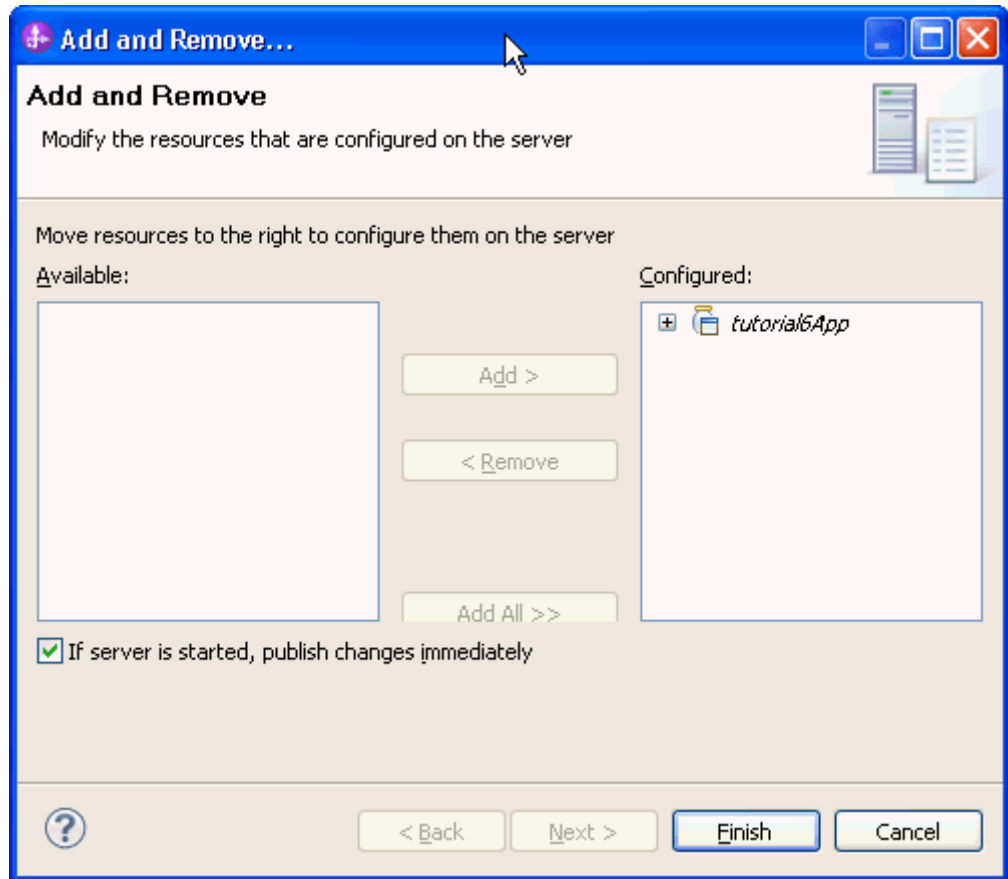 Add and Remove...
Add and Remove
Modify the resources that are configured on the server
Move resources to the right to configure them on the server
Available:
Configured:
tutorial6App
Add >
< Remove
Add All >>
If server is started, publish changes immediately
?
< Back
Next >
Finish
Cancel